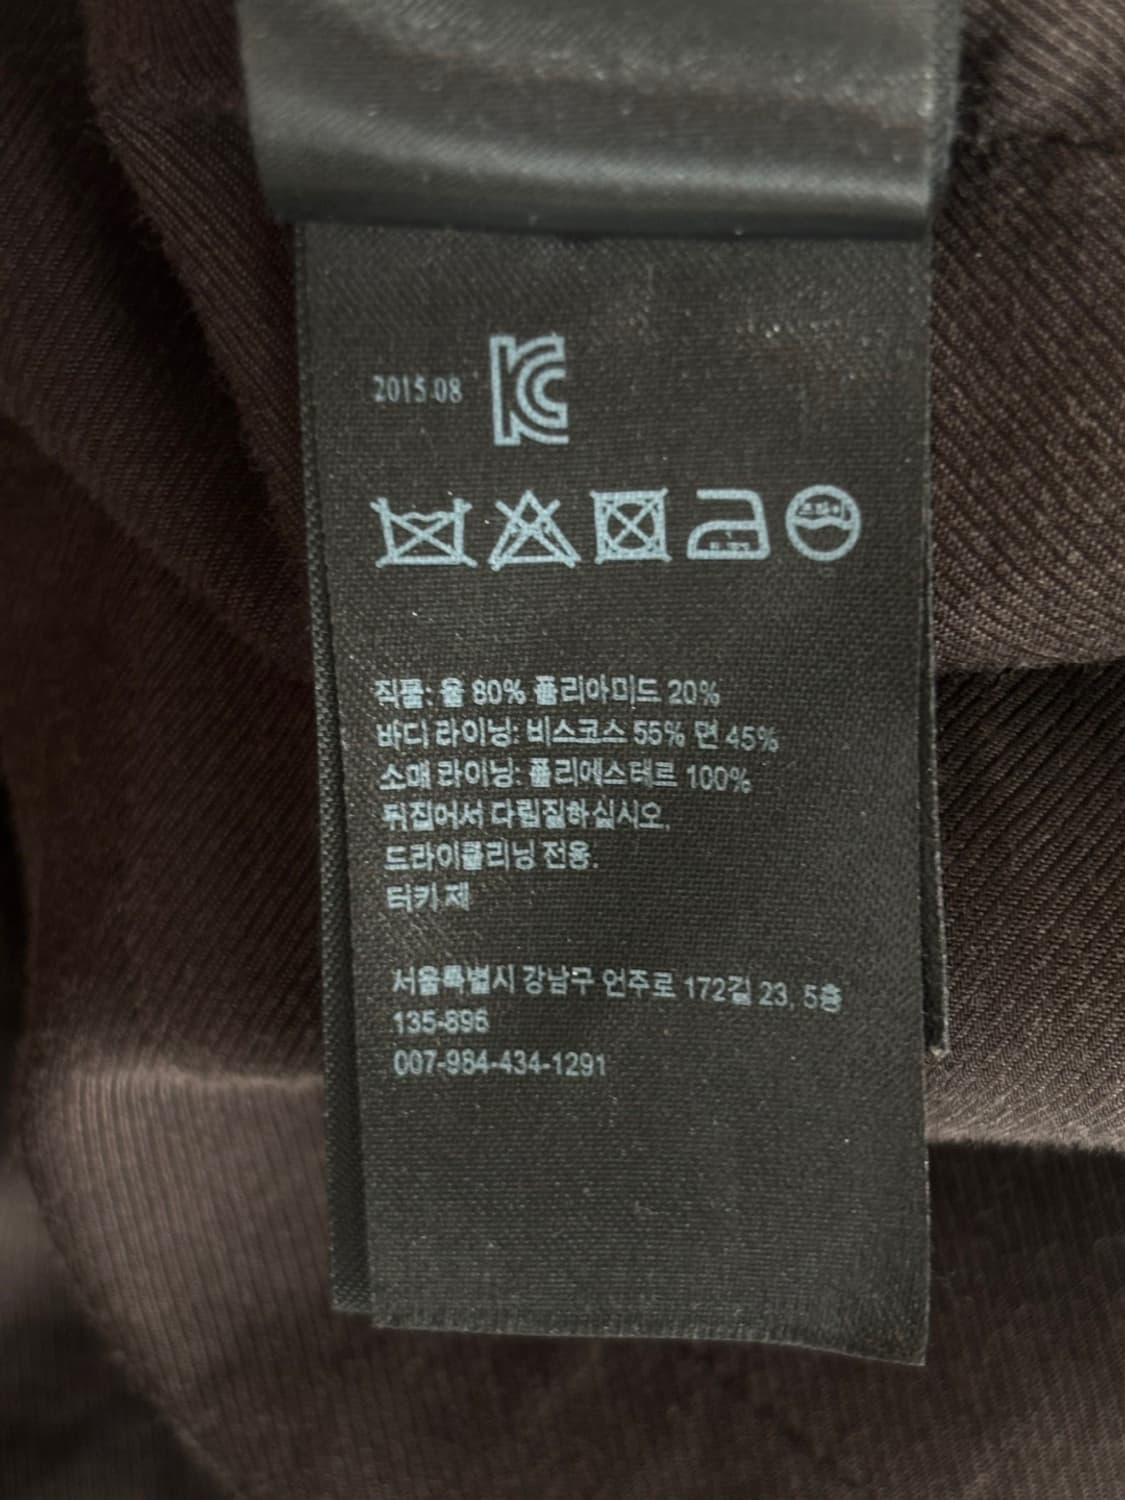 2015.08
직물: 울 80% 폴리아미드 20%
바디 라이닝: 비스코스 55% 면 45%
소매 라이닝: 폴리에스테르 100%
뒤집어서 다림질하십시오.
드라이클리닝 전용.
터키 제
서울특별시 강남구 언주로 172길 23, 5층
135-896
007-984-434-1291